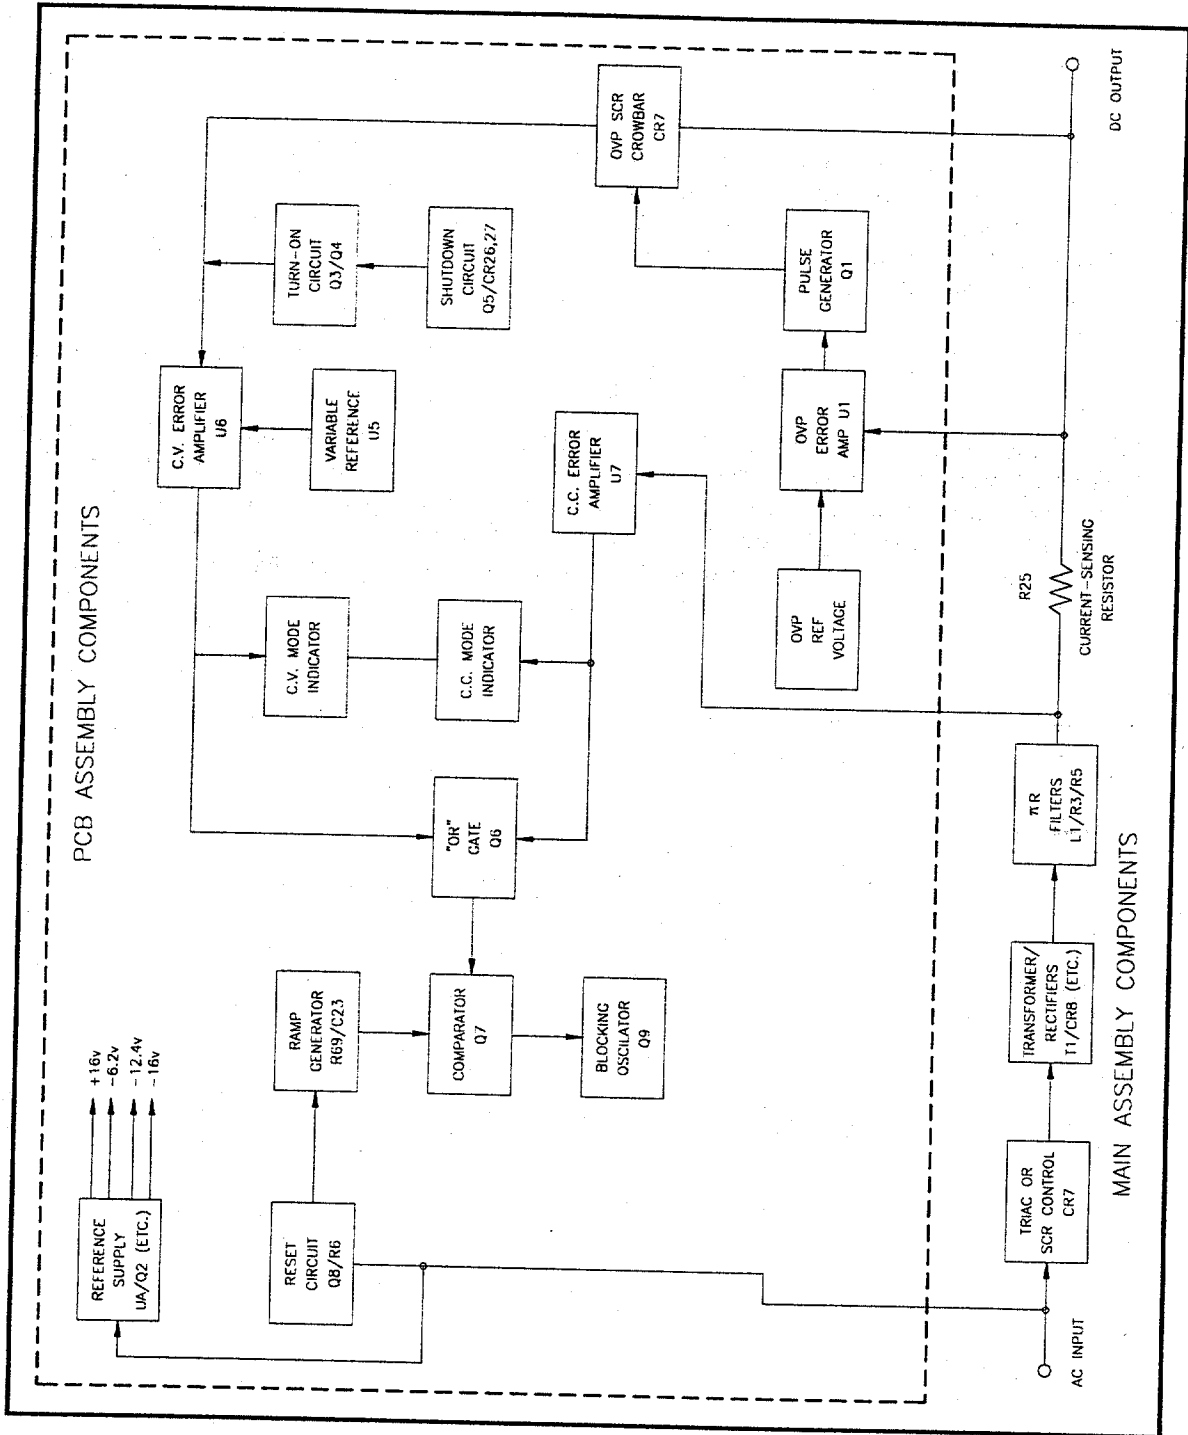 PCB ASSEMBLY COMPONENTS
REFERENCE
SUPPLY
UA/Q2 (ETC.)
+16v
-6.2v
-12.4v
-16v
RESET
CIRCUIT
Q8/R6
RAMP
GENERATOR
R69/C23
COMPARATOR
Q7
BLOCKING
OSCILATOR
Q9
"OR"
GATE
Q6
C.V. MODE
INDICATOR
C.C. MODE
INDICATOR
C.V. ERROR
AMPLIFIER
U6
VARIABLE
REFERENCE
U5
TURN-ON
CIRCUIT
Q3/Q4
SHUTDOWN
CIRCUIT
Q5/CR26,27
C.C. ERROR
AMPLIFIER
U7
OVP SCR
CROWBAR
CR7
OVP
REF
VOLTAGE
OVP
ERROR
AMP U1
PULSE
GENERATOR
Q1
AC INPUT
TRIAC OR
SCR CONTROL
CR7
TRANSFORMER/
RECTIFIERS
T1/CR8 (ETC.)
πR
FILTERS
L1/R3/R5
R25
CURRENT-SENSING
RESISTOR
DC OUTPUT
MAIN ASSEMBLY COMPONENTS